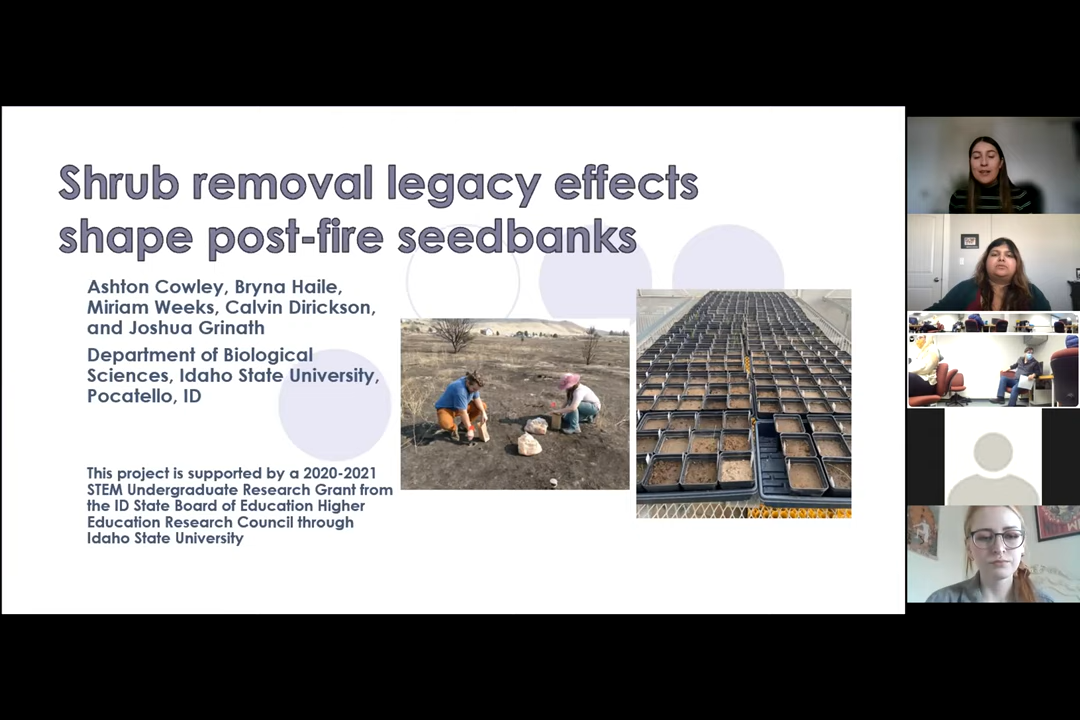 Shrub removal legacy effects
shape post-fire seedbanks
Ashton Cowley, Bryna Haile,
Miriam Weeks, Calvin Dirickson,
and Joshua Grinath
Department of Biological
Sciences, Idaho State University,
Pocatello, ID
This project is supported by a 2020-2021
STEM Undergraduate Research Grant from
the ID State Board of Education Higher
Education Research Council through
Idaho State University